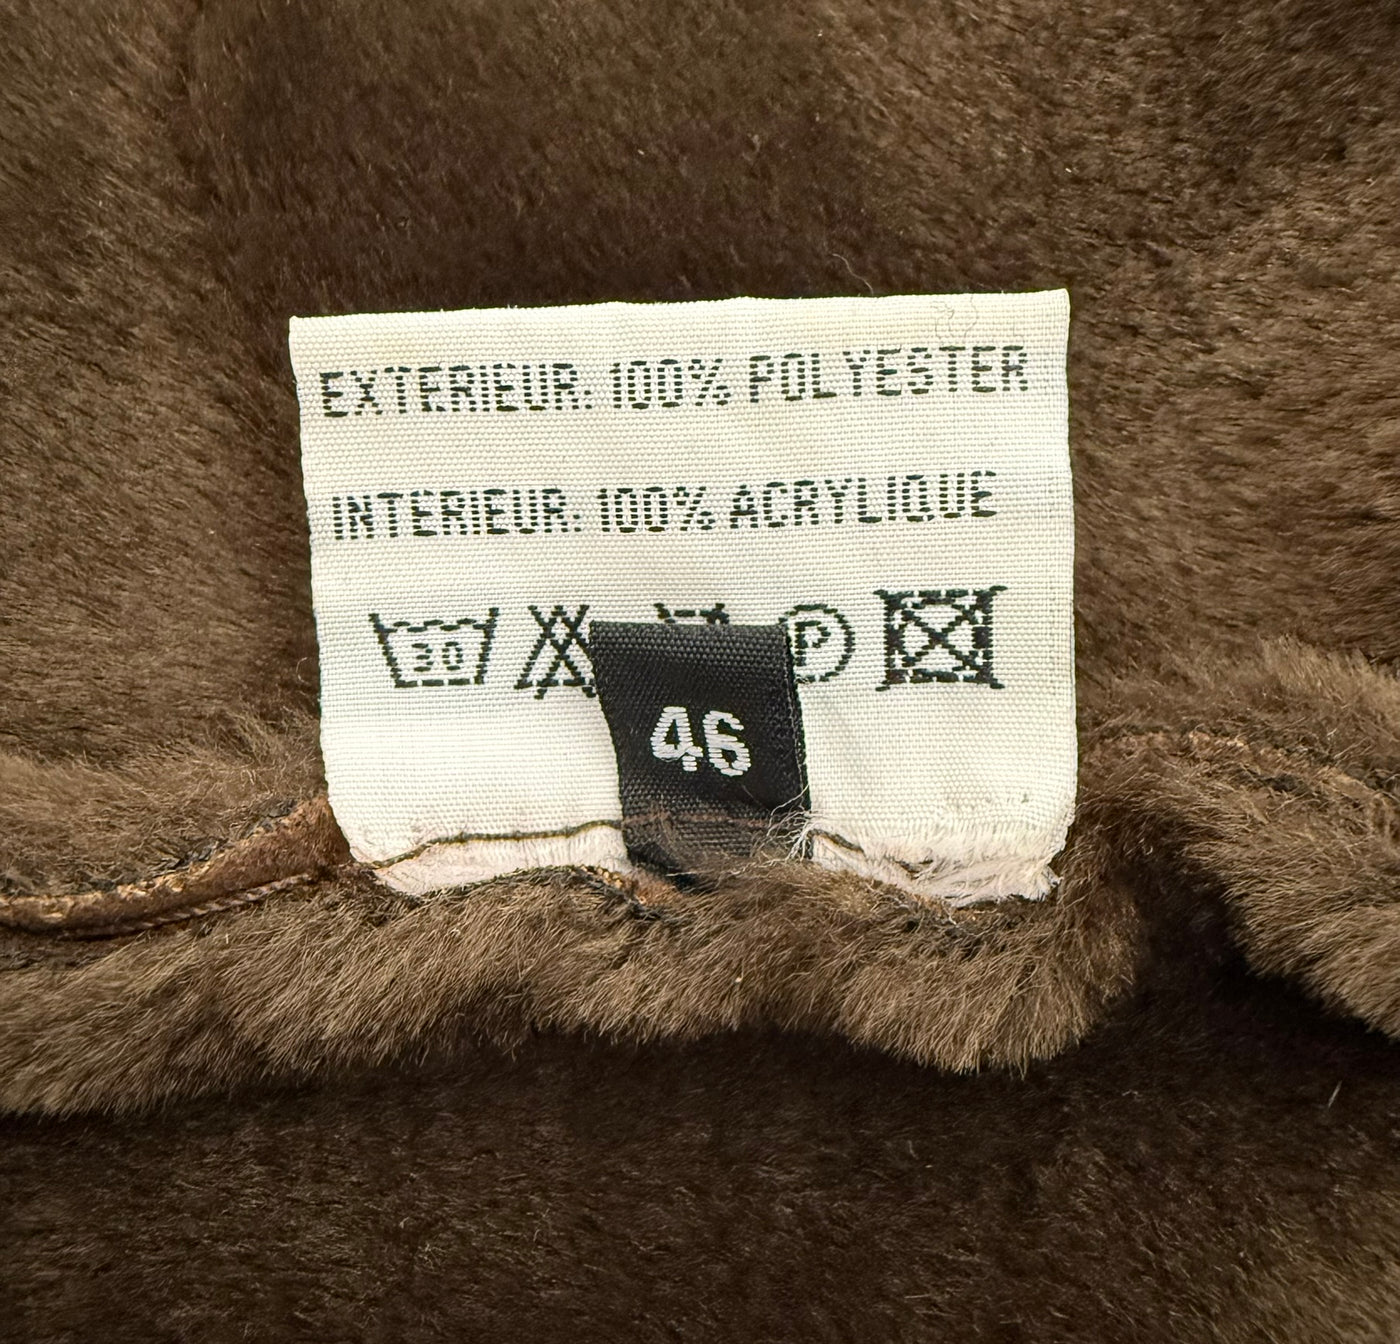 EXTERIEUR: 100% POLYESTER
INTERIEUR: 100% ACRYLIQUE
30 P
46